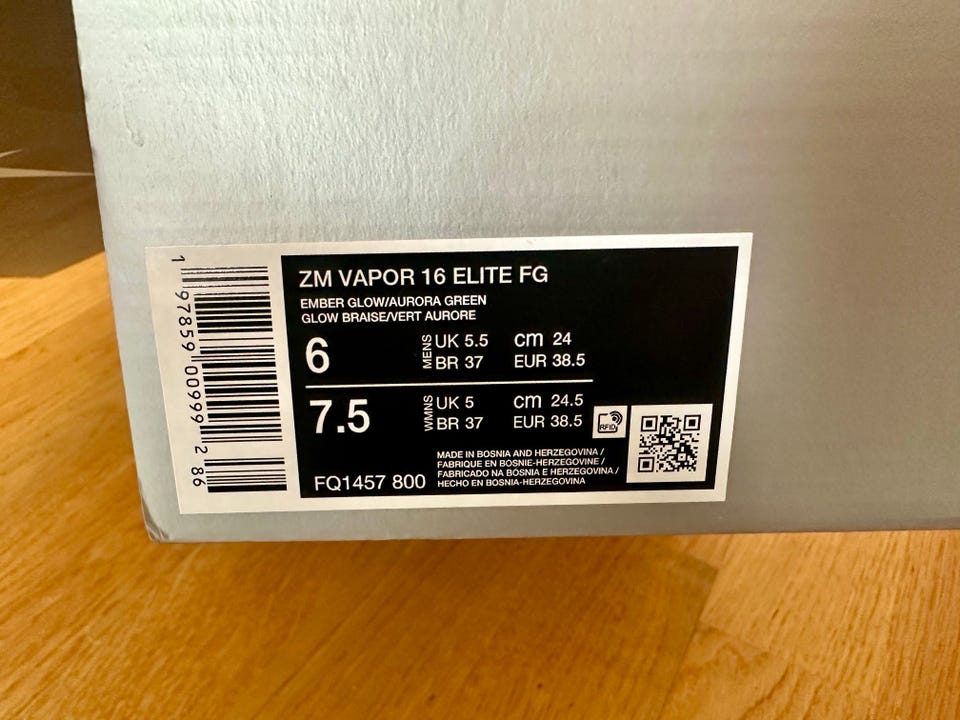 ZM VAPOR 16 ELITE FG
EMBER GLOW/AURORA GREEN
GLOW BRAISE/VERT AURORE
6
MENS
UK 5.5 cm 24
BR 37 EUR 38.5
7.5
WMNS
UK 5 cm 24.5
BR 37 EUR 38.5
RFID
FQ1457 800
MADE IN BOSNIA AND HERZEGOVINA /
FABRIQUE EN BOSNIE-HERZEGOVINE /
FABRICADO NA BOSNIA E HERZEGOVINA /
HECHO EN BOSNIA-HERZEGOVINA
1 97859 00999 2 86